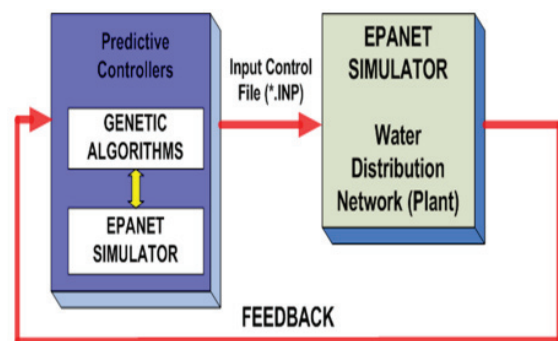 Predictive
Controllers
GENETIC
ALGORITHMS
EPANET
SIMULATOR
Input Control
File (*.INP)
EPANET
SIMULATOR
Water
Distribution
Network (Plant)
FEEDBACK